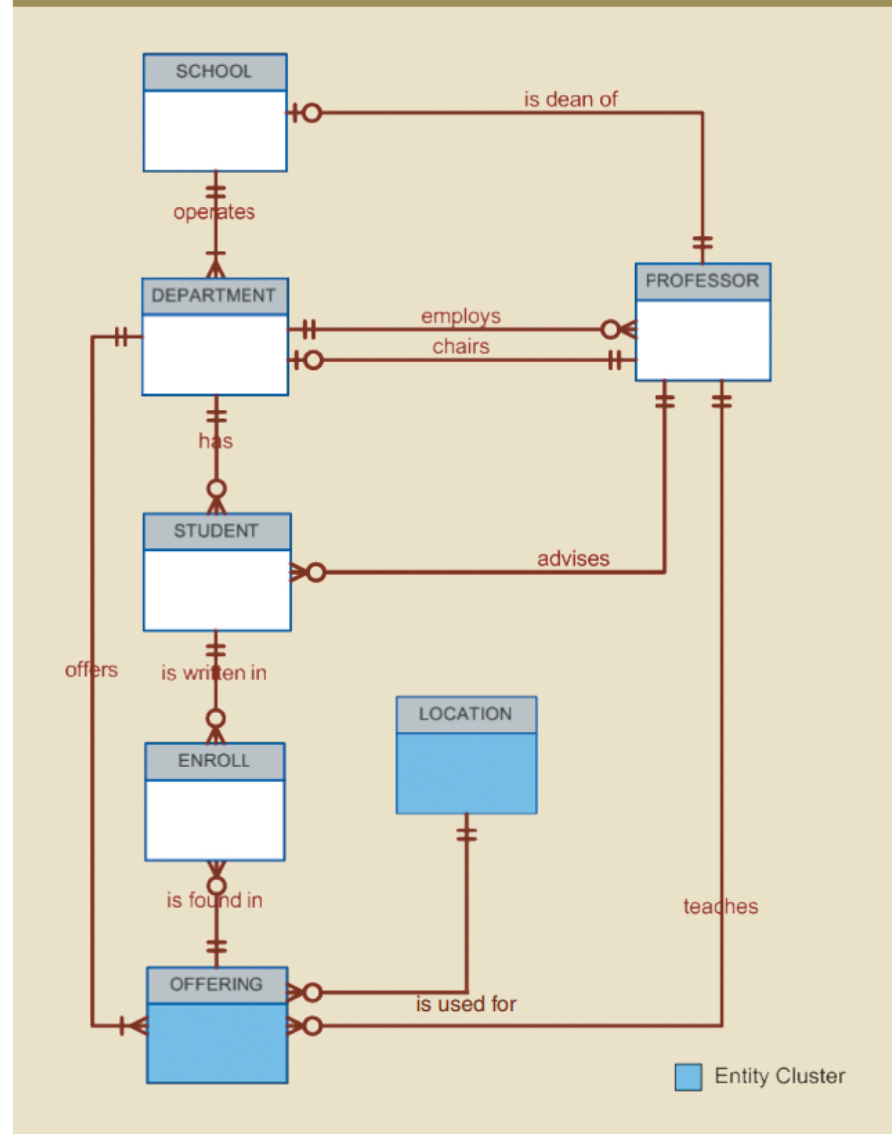 SCHOOL
is dean of
operates
DEPARTMENT
PROFESSOR
employs
chairs
has
STUDENT
advises
offers
is written in
LOCATION
ENROLL
is found in
teaches
OFFERING
is used for
Entity Cluster